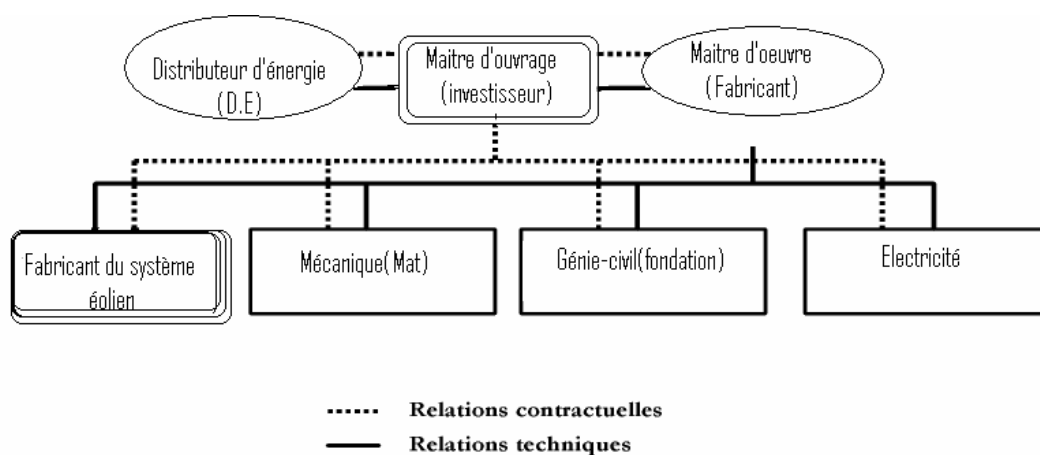 Distributeur d'énergie
(D.E)
Maitre d'ouvrage
(investisseur)
Maitre d'oeuvre
(Fabricant)
Fabricant du système
éolien
Mécanique(Mat)
Génie-civil(fondation)
Electricité
Relations contractuelles
Relations techniques